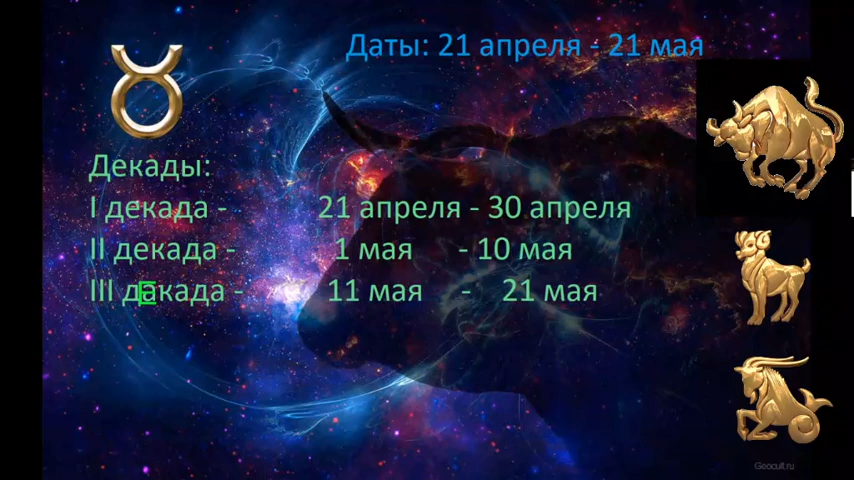 Даты: 21 апреля - 21 мая
Декады:
I декада - 21 апреля - 30 апреля
II декада - 1 мая - 10 мая
III декада - 11 мая - 21 мая
Geocult.ru